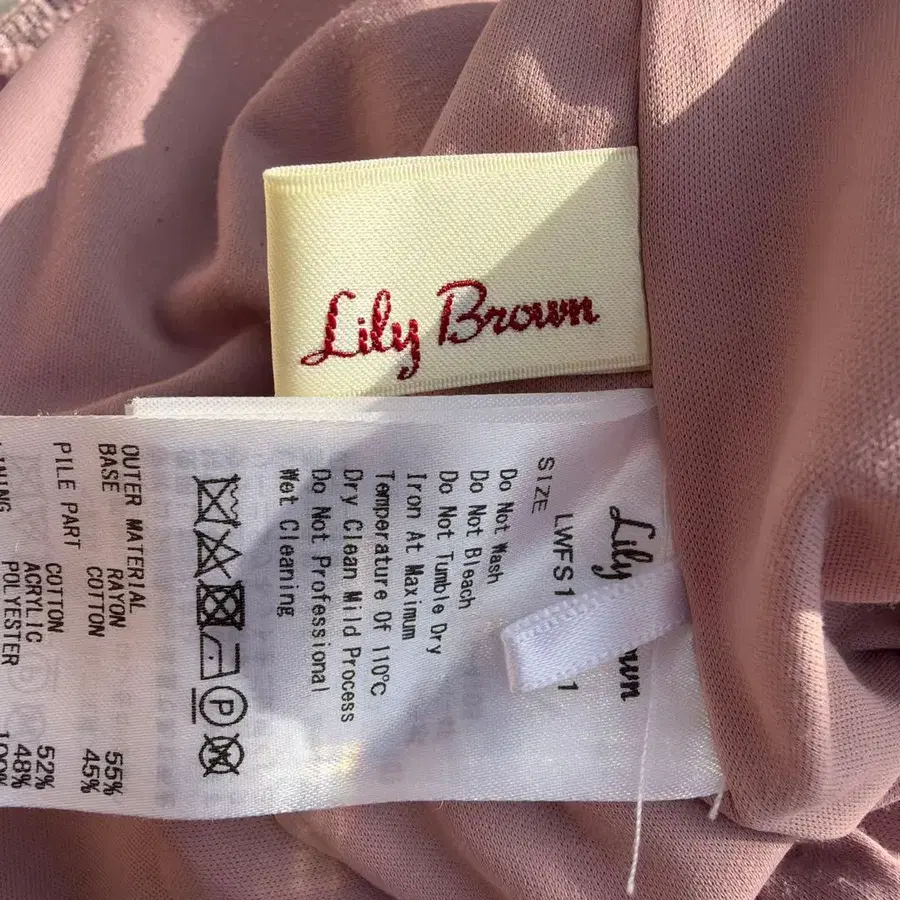 Lily Brown
Lily
wn
LWFS1
1
SIZE
Do Not Wash
Do Not Bleach
Do Not Tumble Dry
Iron At Maximum
Temperature Of 110°C
Dry Clean Mild Process
Do Not Professional
Wet Cleaning
P
OUTER MATERIAL
BASE RAYON 55%
COTTON 45%
PILE PART COTTON 52%
ACRYLIC 48%
POLYESTER 100%